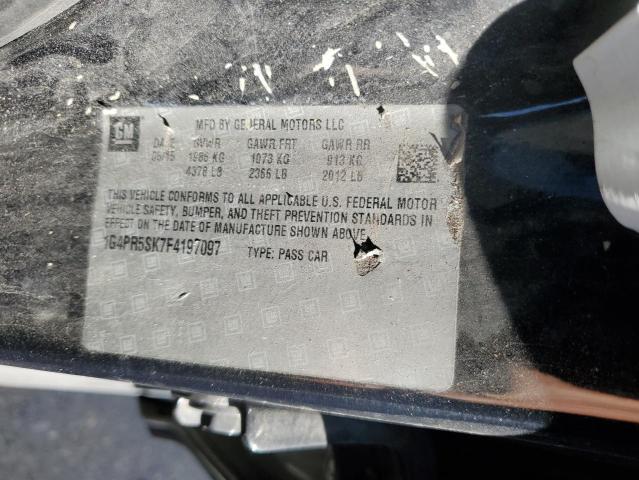 GM
MFD BY GENERAL MOTORS LLC
DATE GVWR GAWR FRT GAWR RR
05/15 1986 KG 1073 KG 913 KG
4378 LB 2366 LB 2012 LB
THIS VEHICLE CONFORMS TO ALL APPLICABLE U.S. FEDERAL MOTOR
VEHICLE SAFETY, BUMPER, AND THEFT PREVENTION STANDARDS IN
EFFECT ON THE DATE OF MANUFACTURE SHOWN ABOVE.
1G4PR5SK7F4197097 TYPE: PASS CAR